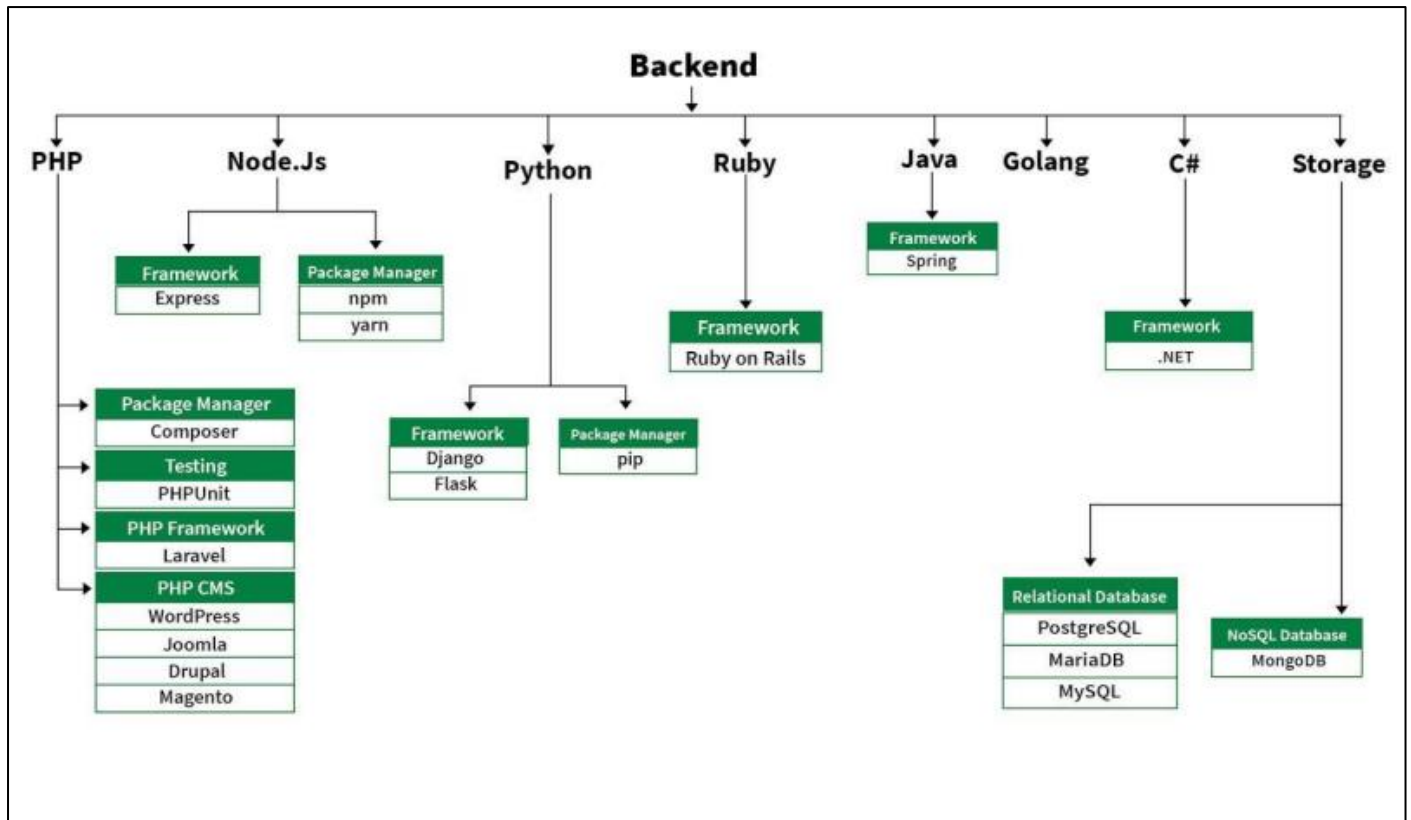 Backend
PHP
Node.Js
Python
Ruby
Java
Golang
C#
Storage
Framework
Express
Package Manager
npm
yarn
Framework
Spring
Framework
Ruby on Rails
Framework
.NET
Package Manager
Composer
Testing
PHPUnit
PHP Framework
Laravel
PHP CMS
WordPress
Joomla
Drupal
Magento
Framework
Django
Flask
Package Manager
pip
Relational Database
PostgreSQL
MariaDB
MySQL
NoSQL Database
MongoDB